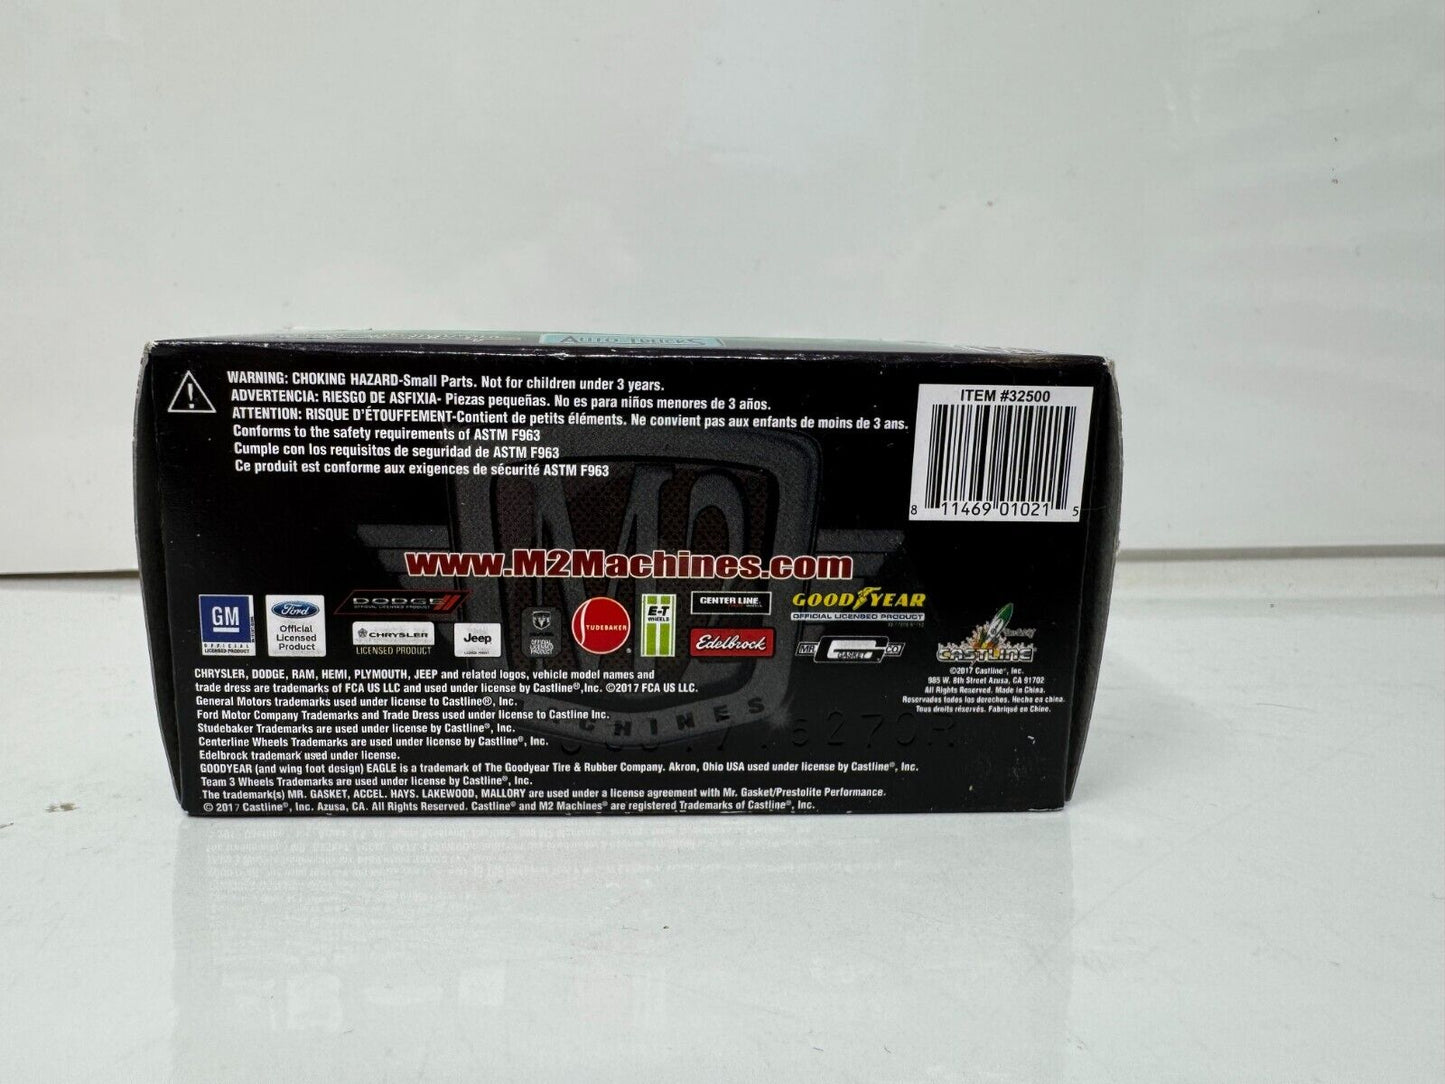 AUTO-TRUCKS
WARNING: CHOKING HAZARD-Small Parts. Not for children under 3 years.
ADVERTENCIA: RIESGO DE ASFIXIA- Piezas pequeñas. No es para niños menores de 3 años.
ATTENTION: RISQUE D'ÉTOUFFEMENT-Contient de petits éléments. Ne convient pas aux enfants de moins de 3 ans.
Conforms to the safety requirements of ASTM F963
Cumple con los requisitos de seguridad de ASTM F963
Ce produit est conforme aux exigences de sécurité ASTM F963
ITEM #32500
8 11469 01021 5
M2
MACHINES
www.M2Machines.com
GM
OFFICIAL
LICENSED PRODUCT
Ford
Official
Licensed
Product
DODGE
OFFICIAL LICENSED PRODUCT
CHRYSLER
LICENSED PRODUCT
Jeep
STUDEBAKER
E-T
WHEELS
CENTER LINE
Edelbrock
GOODYEAR
OFFICIAL LICENSED PRODUCT
MR. GASKET CO
CASTLINE
©2017 Castline®, Inc.
985 W. 8th Street Azusa, CA 91702
All Rights Reserved. Made in China.
Reservados todos los derechos. Hecho en china.
Tous droits réservés. Fabriqué en Chine.
CHRYSLER, DODGE, RAM, HEMI, PLYMOUTH, JEEP and related logos, vehicle model names and
trade dress are trademarks of FCA US LLC and used under license by Castline®,Inc. ©2017 FCA US LLC.
General Motors trademarks used under license to Castline®, Inc.
Ford Motor Company Trademarks and Trade Dress used under license to Castline Inc.
Studebaker Trademarks are used under license by Castline®, Inc.
Centerline Wheels Trademarks are used under license by Castline®, Inc.
Edelbrock trademark used under license.
GOODYEAR (and wing foot design) EAGLE is a trademark of The Goodyear Tire & Rubber Company. Akron, Ohio USA used under license by Castline®, Inc.
Team 3 Wheels Trademarks are used under license by Castline®, Inc.
The trademark(s) MR. GASKET, ACCEL. HAYS. LAKEWOOD, MALLORY are used under a license agreement with Mr. Gasket/Prestolite Performance.
© 2017 Castline®, Inc. Azusa, CA. All Rights Reserved. Castline® and M2 Machines® are registered Trademarks of Castline®, Inc.